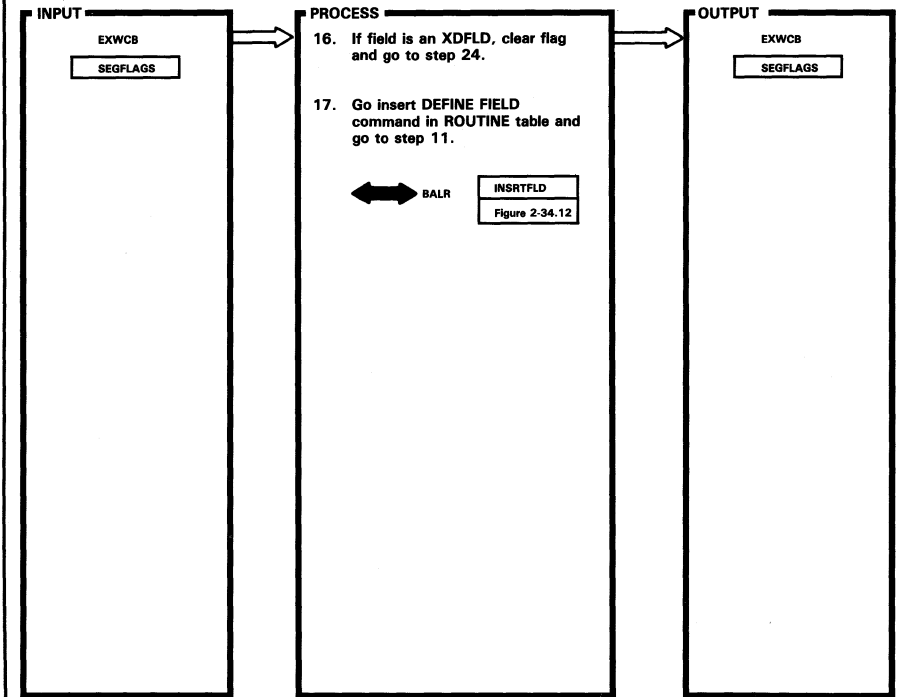 INPUT
EXWCB
SEGFLAGS
PROCESS
16. If field is an XDFLD, clear flag
and go to step 24.
17. Go insert DEFINE FIELD
command in ROUTINE table and
go to step 11.
BALR
INSRTFLD
Figure 2-34.12
OUTPUT
EXWCB
SEGFLAGS